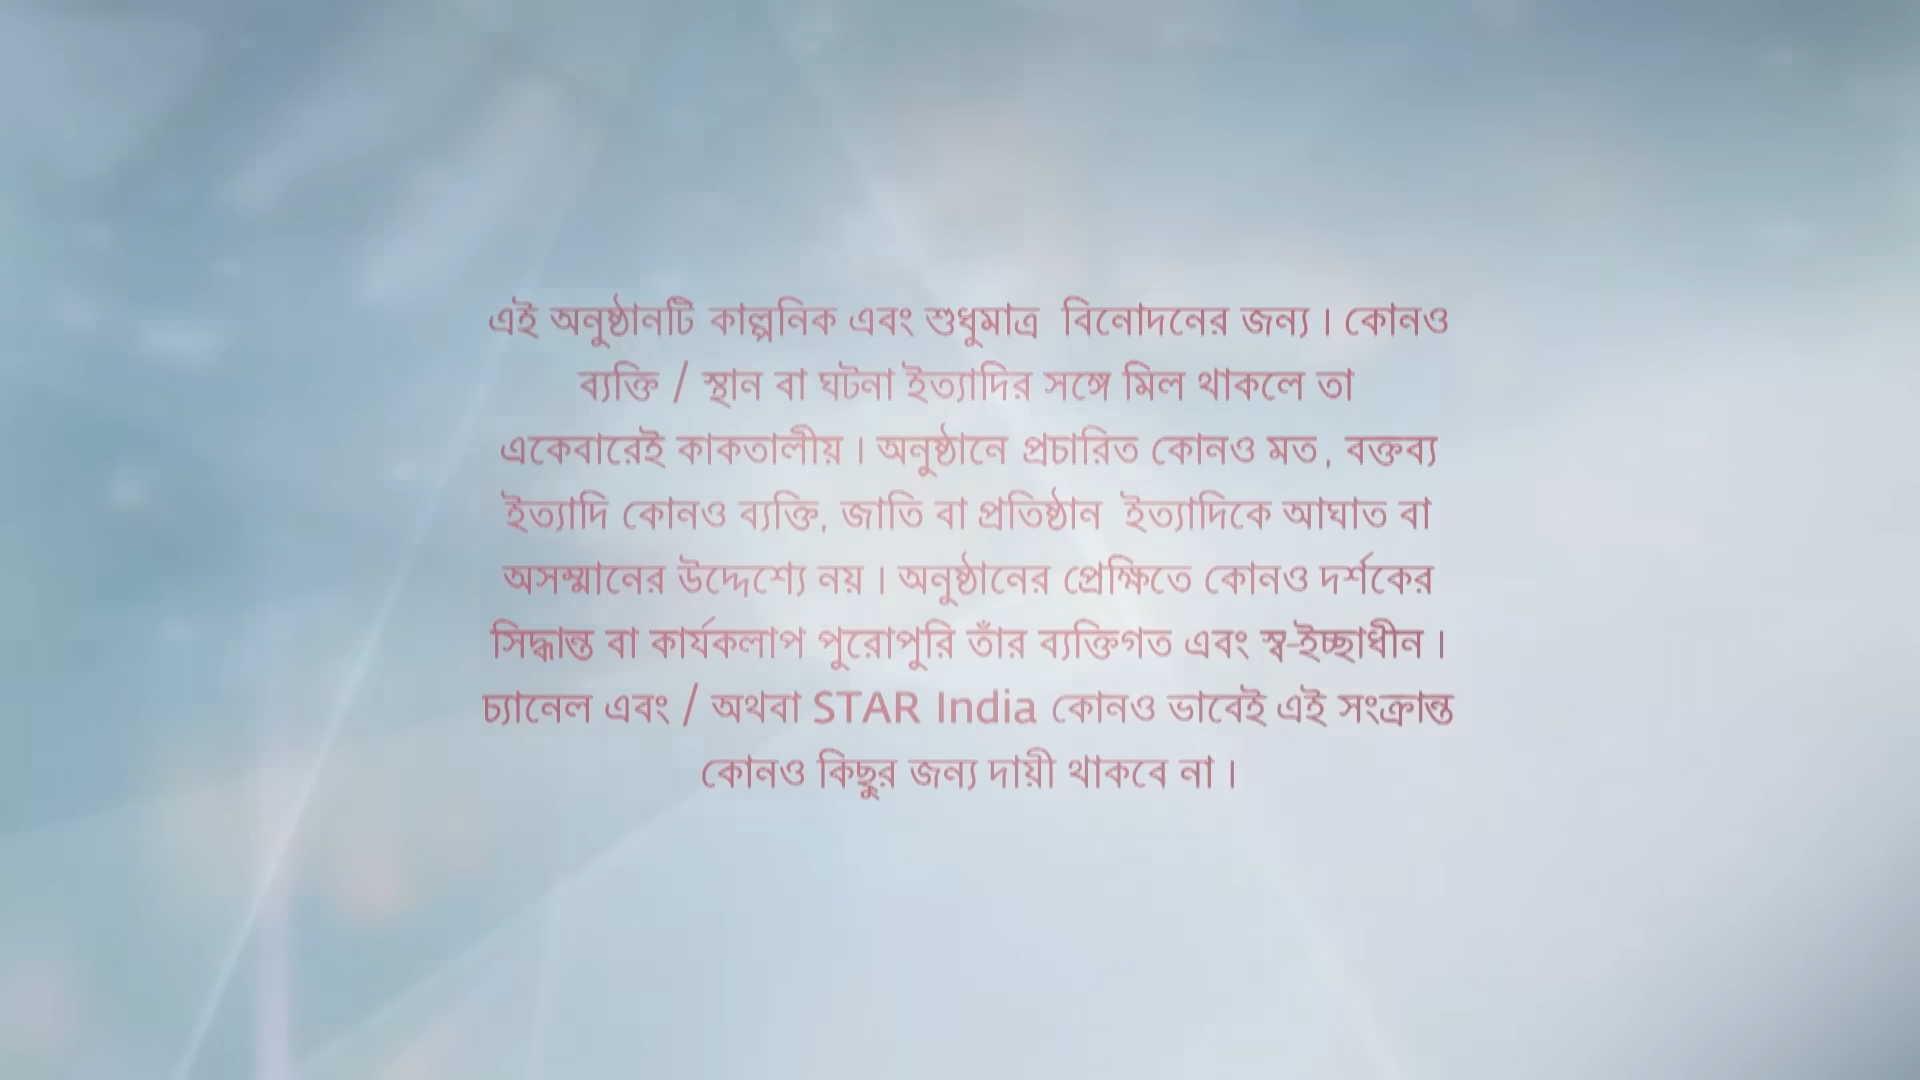 এই অনুষ্ঠানটি কাল্পনিক এবং শুধুমাত্র বিনোদনের জন্য । কোনও
ব্যক্তি / স্থান বা ঘটনা ইত্যাদির সঙ্গে মিল থাকলে তা
একেবারেই কাকতালীয় । অনুষ্ঠানে প্রচারিত কোনও মত , বক্তব্য
ইত্যাদি কোনও ব্যক্তি, জাতি বা প্রতিষ্ঠান ইত্যাদিকে আঘাত বা
অসম্মানের উদ্দেশ্যে নয় । অনুষ্ঠানের প্রেক্ষিতে কোনও দর্শকের
সিদ্ধান্ত বা কার্যকলাপ পুরোপুরি তাঁর ব্যক্তিগত এবং স্ব-ইচ্ছাধীন ।
চ্যানেল এবং / অথবা STAR India কোনও ভাবেই এই সংক্রান্ত
কোনও কিছুর জন্য দায়ী থাকবে না ।